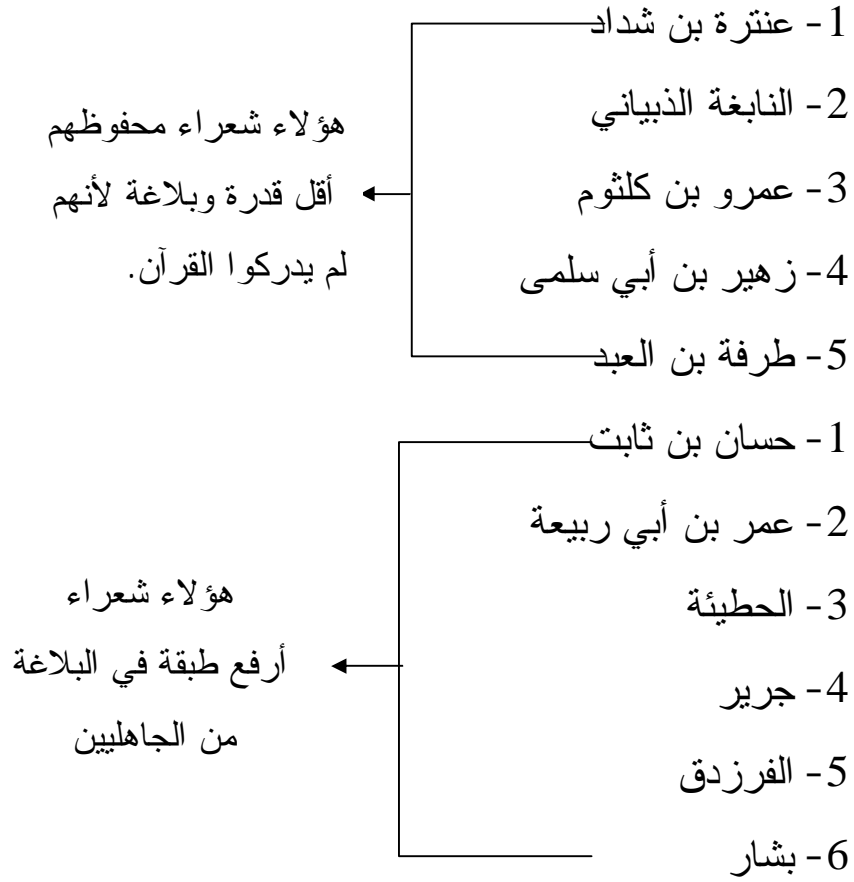 1- عنترة بن شداد
2- النابغة الذبياني
3- عمرو بن كلثوم
4- زهير بن أبي سلمى
5- طرفة بن العبد
هؤلاء شعراء محفوظهم
أقل قدرة وبلاغة لأنهم
لم يدركوا القرآن.
1- حسان بن ثابت
2- عمر بن أبي ربيعة
3- الحطيئة
4- جرير
5- الفرزدق
6- بشار
هؤلاء شعراء
أرفع طبقة في البلاغة
من الجاهليين